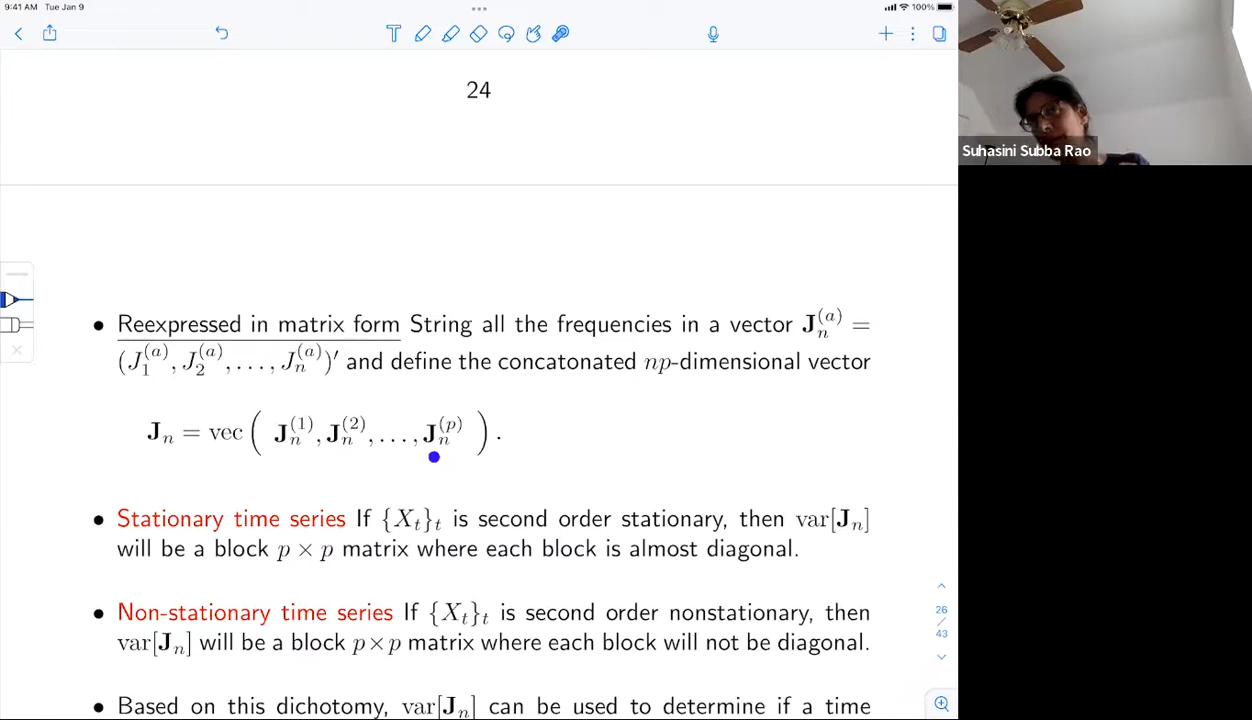 9:41 AM Tue Jan 9
100%
24
Suhasini Subba Rao
• Reexpressed in matrix form String all the frequencies in a vector J_n^{(a)} =
(J_1^{(a)}, J_2^{(a)}, . . . , J_n^{(a)})′ and define the concatonated np-dimensional vector
J_n = vec( J_n^{(1)}, J_n^{(2)}, . . . , J_n^{(p)} ) .
• Stationary time series If {X_t}_t is second order stationary, then var[J_n]
will be a block p × p matrix where each block is almost diagonal.
• Non-stationary time series If {X_t}_t is second order nonstationary, then
var[J_n] will be a block p×p matrix where each block will not be diagonal.
• Based on this dichotomy, var[J_n] can be used to determine if a time
26
/
43